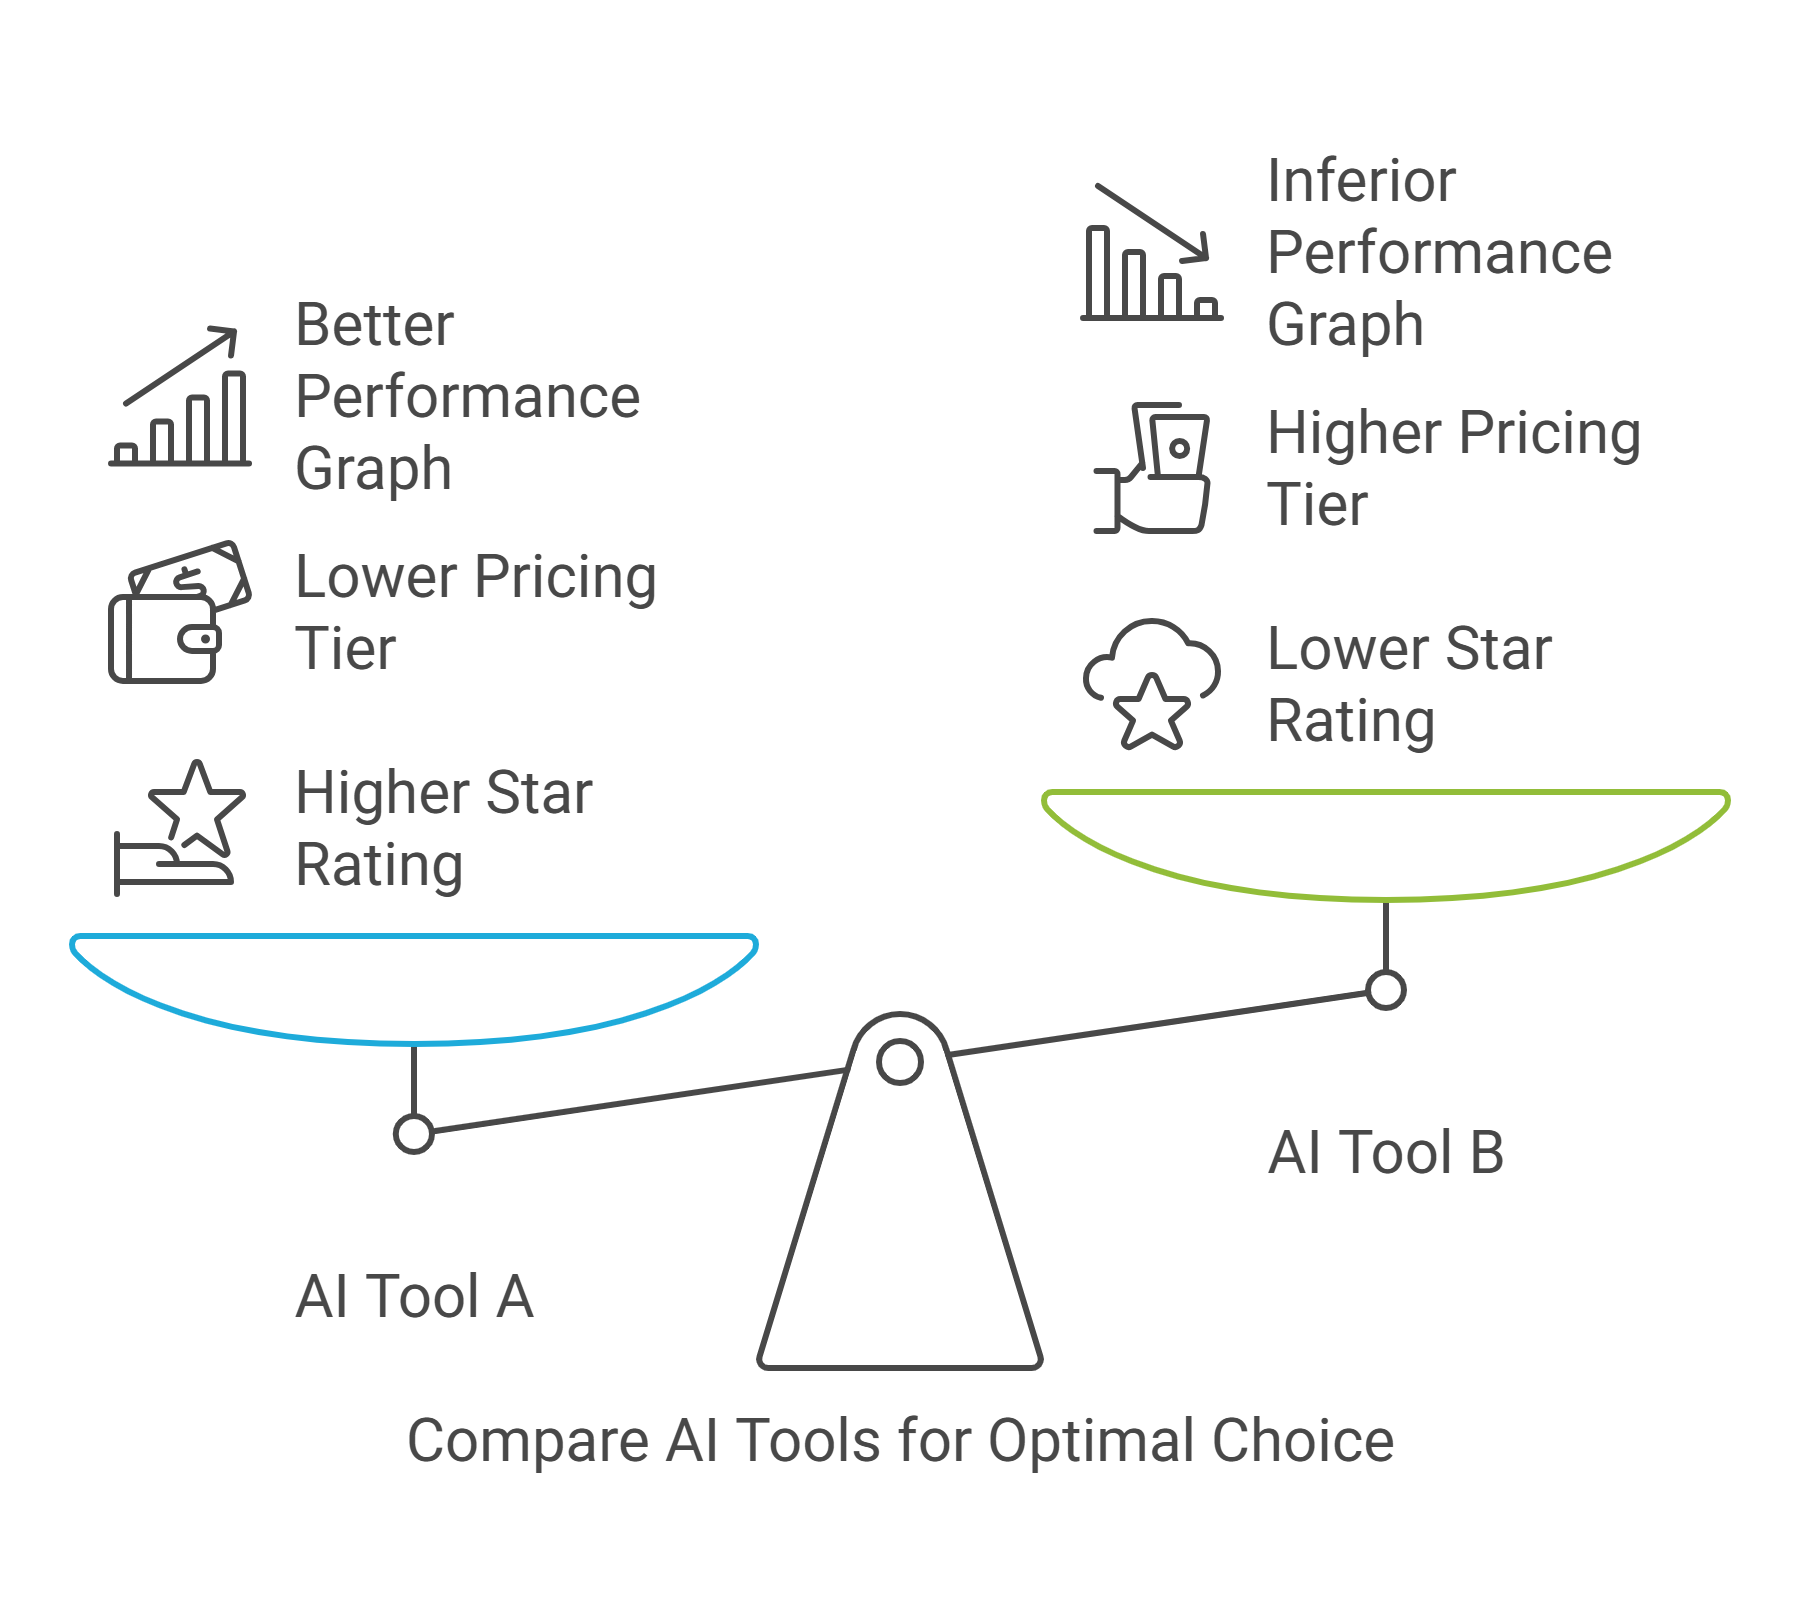 Better
Performance
Graph
Lower Pricing
Tier
Higher Star
Rating
AI Tool A
Inferior
Performance
Graph
Higher Pricing
Tier
Lower Star
Rating
AI Tool B
Compare AI Tools for Optimal Choice